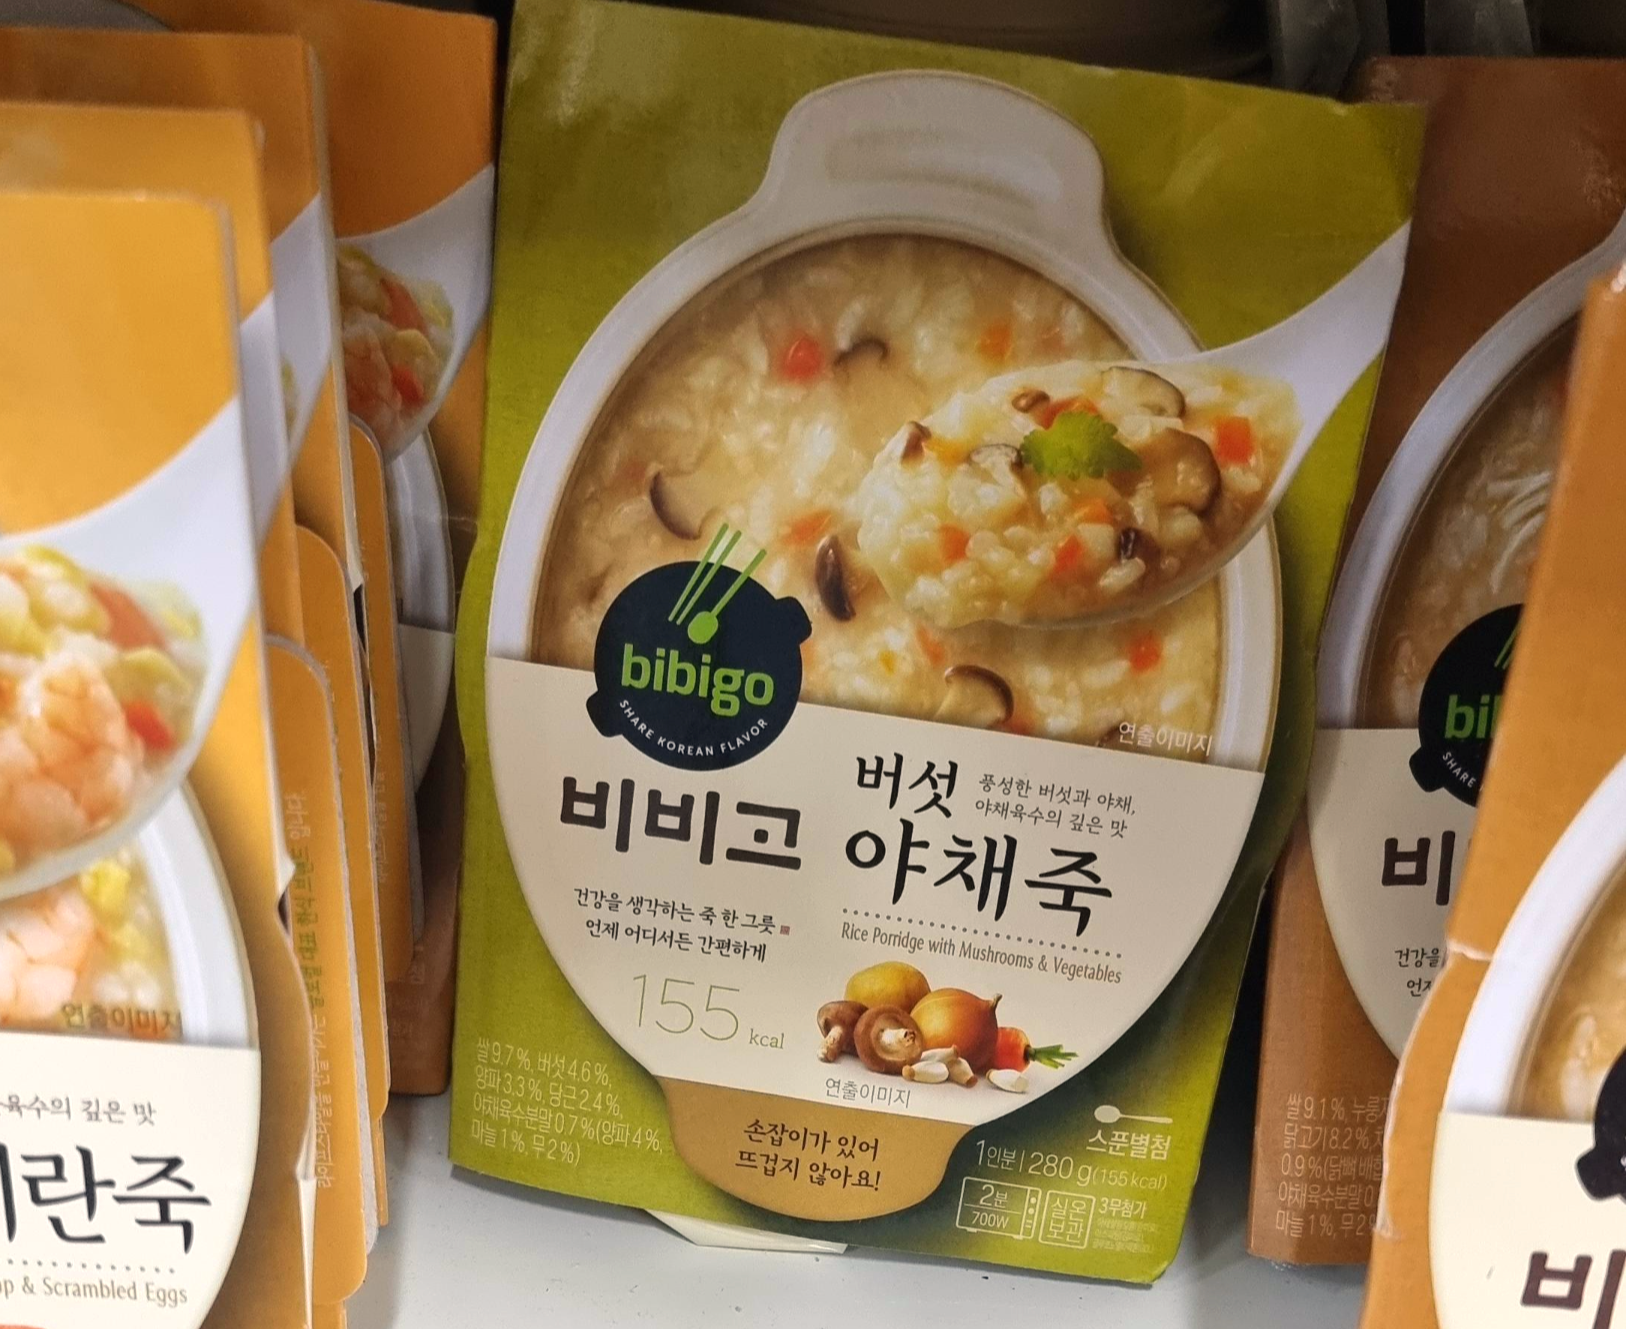 bibigo
SHARE KOREAN FLAVOR
비비고
건강을 생각하는 죽 한 그릇
언제 어디서든 간편하게
155 kcal
연출이미지
버섯
풍성한 버섯과 야채,
야채육수의 깊은 맛
야채죽
Rice Porridge with Mushrooms & Vegetables
연출이미지
쌀 9.7%, 버섯 4.6%,
양파 3.3%, 당근 2.4%,
야채육수분말 0.7% (양파 4%,
마늘 1%, 무 2%)
손잡이가 있어
뜨겁지 않아요!
스푼별첨
1인분 | 280 g (155 kcal)
2분
700W
실온
보관
3무첨가
연출이미지
육수의 깊은 맛
란죽
& Scrambled Eggs
bi
SHARE
비
건강을
쌀 9.1%, 누룽지
닭고기 8.2%,
0.9% (닭뼈
야채육수분말 0
마늘 1%, 무 2
비